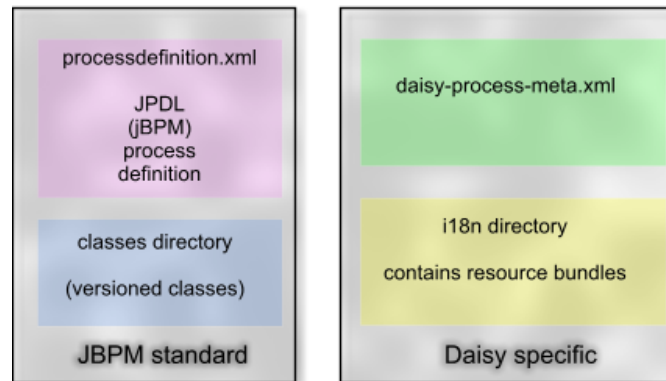 processdefinition.xml
JPDL
(jBPM)
process
definition
classes directory
(versioned classes)
JBPM standard
daisy-process-meta.xml
i18n directory
contains resource bundles
Daisy specific